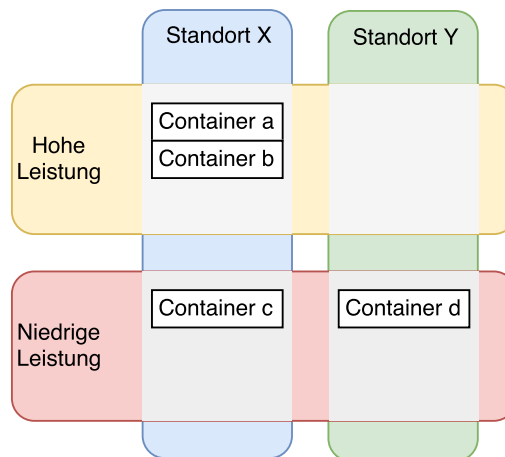 Standort X
Standort Y
Hohe
Leistung
Container a
Container b
Niedrige
Leistung
Container c
Container d